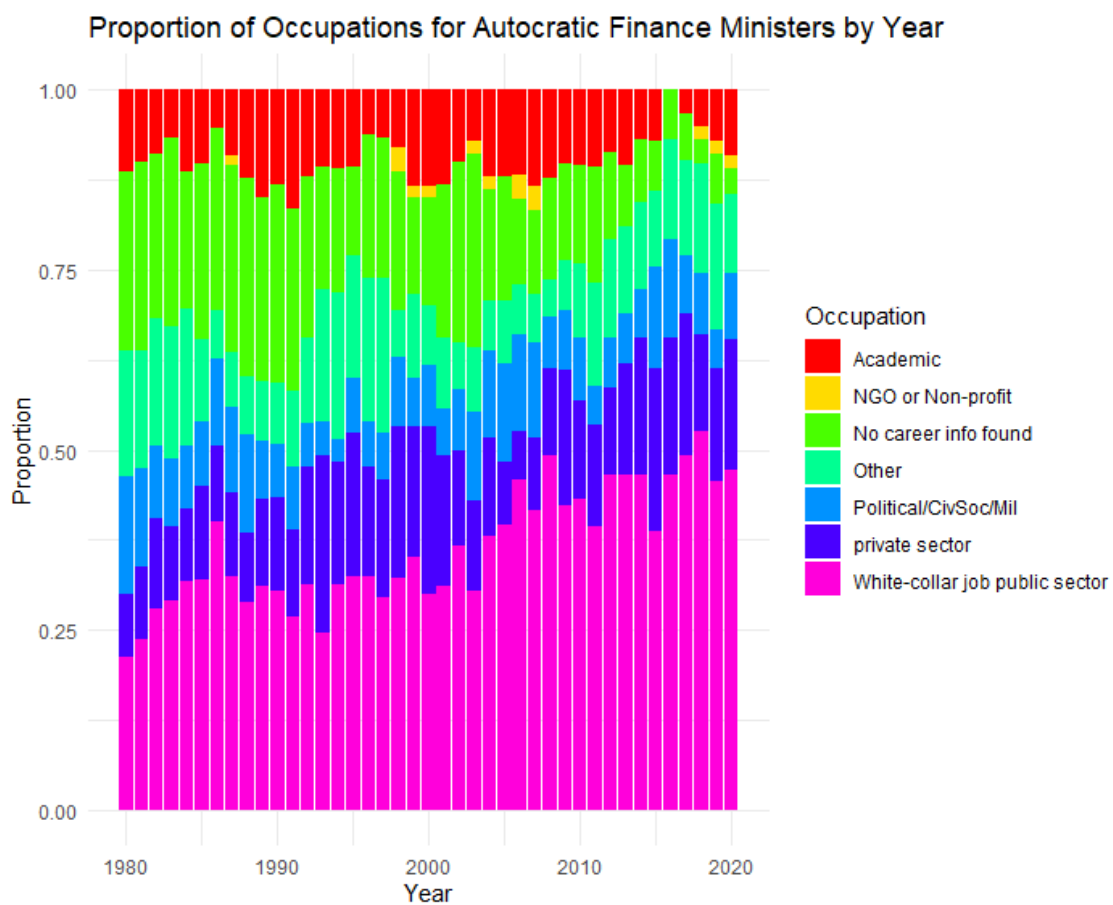 Proportion of Occupations for Autocratic Finance Ministers by Year
1.00
0.75
0.50
0.25
0.00
Proportion
1980 1990 2000 2010 2020
Year
Occupation
Academic
NGO or Non-profit
No career info found
Other
Political/CivSoc/Mil
private sector
White-collar job public sector